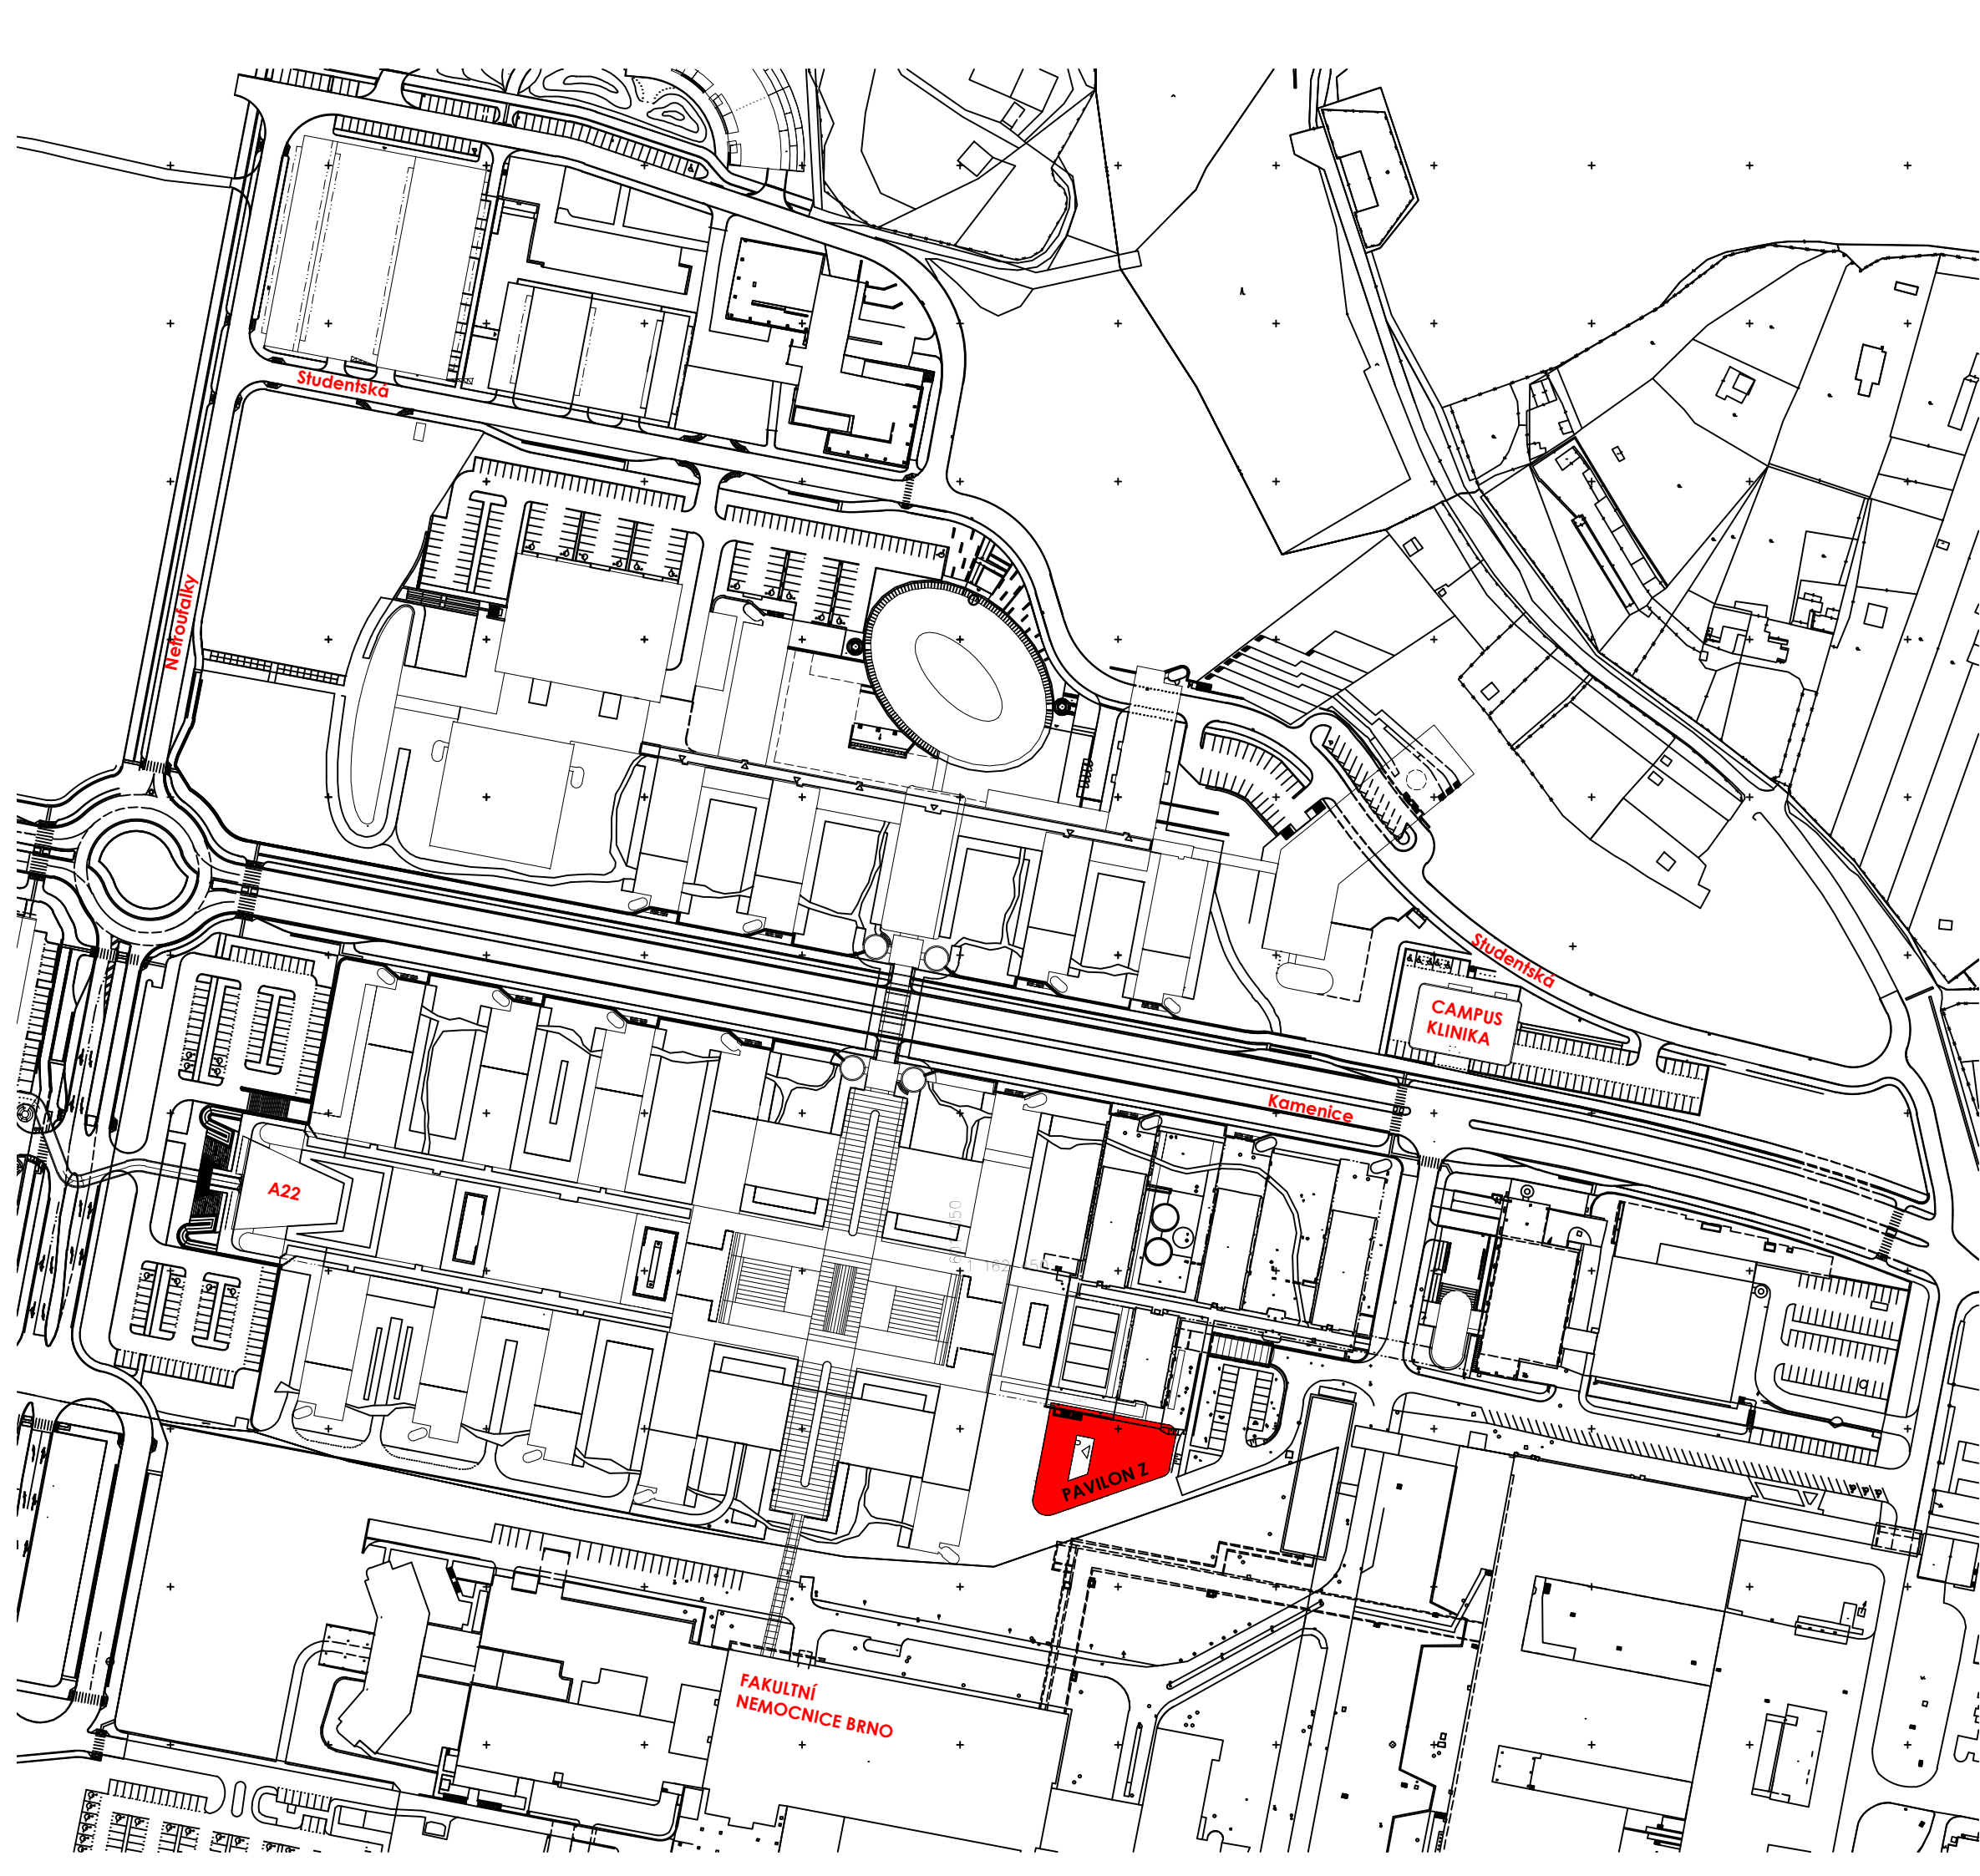 Studentská
Netroufalky
Studentská
CAMPUS
KLINIKA
Kamenice
A22
PAVILON Z
FAKULTNÍ
NEMOCNICE BRNO